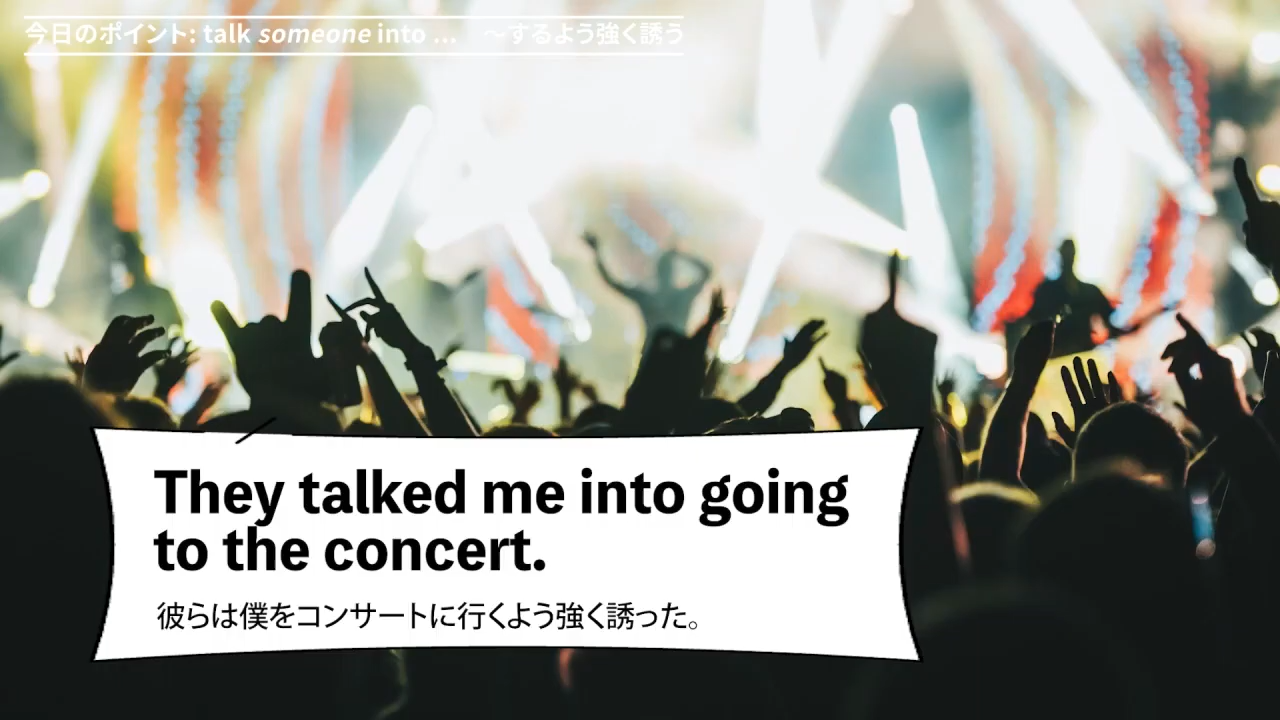 今日のポイント: talk someone into ... 〜するよう強く誘う
They talked me into going
to the concert.
彼らは僕をコンサートに行くよう強く誘った。